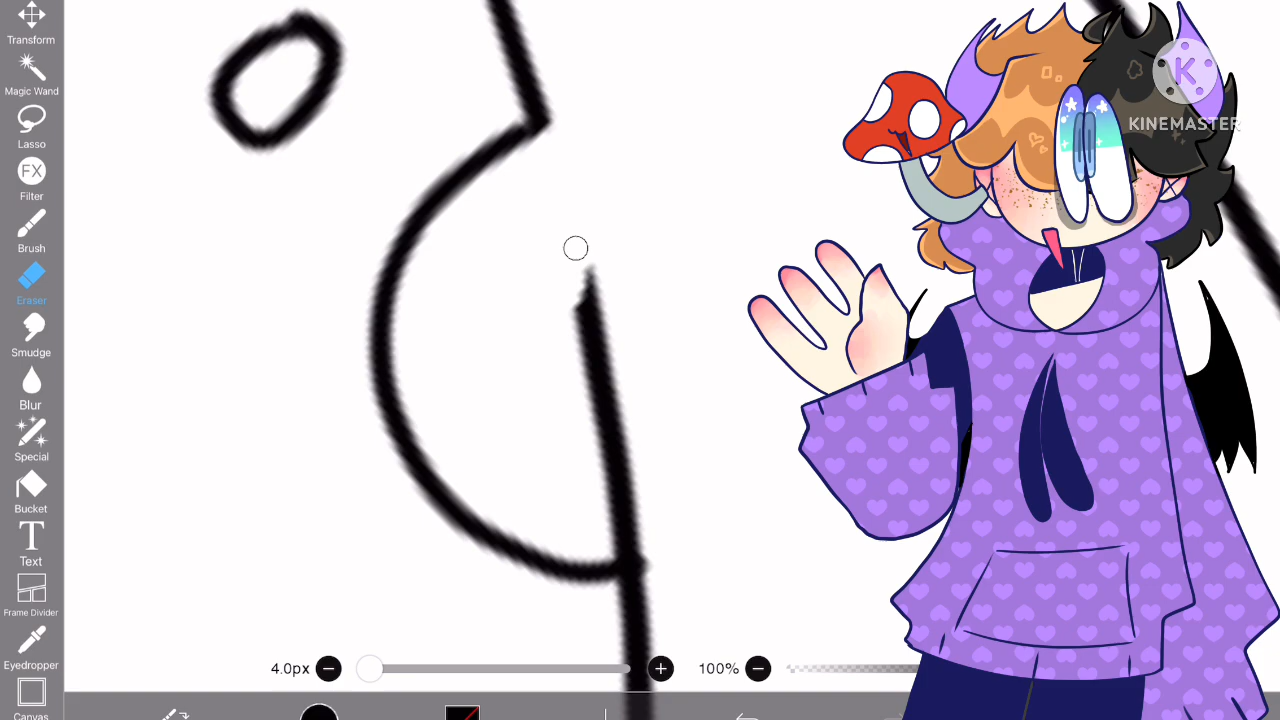 Transform
Magic Wand
Lasso
FX
Filter
Brush
Eraser
Smudge
Blur
Special
Bucket
T
Text
Frame Divider
Eyedropper
Canvas
4.0px
100%
K
KINEMASTER